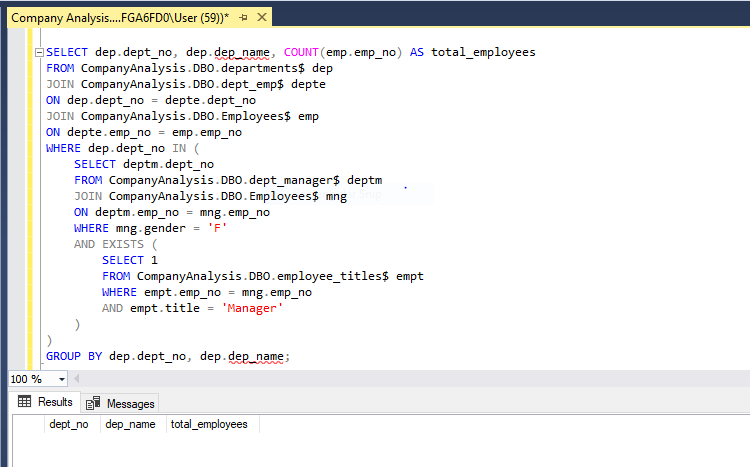 Company Analysis....FGA6FD0\User (59))*
SELECT dep.dept_no, dep.dep_name, COUNT(emp.emp_no) AS total_employees
FROM CompanyAnalysis.DBO.departments$ dep
JOIN CompanyAnalysis.DBO.dept_emp$ depte
ON dep.dept_no = depte.dept_no
JOIN CompanyAnalysis.DBO.Employees$ emp
ON depte.emp_no = emp.emp_no
WHERE dep.dept_no IN (
SELECT deptm.dept_no
FROM CompanyAnalysis.DBO.dept_manager$ deptm
JOIN CompanyAnalysis.DBO.Employees$ mng
ON deptm.emp_no = mng.emp_no
WHERE mng.gender = 'F'
AND EXISTS (
SELECT 1
FROM CompanyAnalysis.DBO.employee_titles$ empt
WHERE empt.emp_no = mng.emp_no
AND empt.title = 'Manager'
)
)
GROUP BY dep.dept_no, dep.dep_name;
100 %
Results Messages
dept_no dep_name total_employees